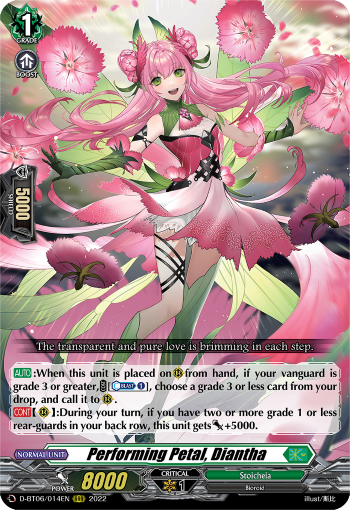 1
GRADE
BOOST
5000
SHIELD
The transparent and pure love is brimming in each step.
AUTO:When this unit is placed on R from hand, if your vanguard is
grade 3 or greater, [BLAST 1], choose a grade 3 or less card from your
drop, and call it to R.
CONT[R]:During your turn, if you have two or more grade 1 or less
rear-guards in your back row, this unit gets +5000.
NORMAL UNIT
Performing Petal, Diantha
POWER
8000
CRITICAL
1
Stoicheia
Bioroid
D-BT06/014EN RRR 2022
illust/斯比